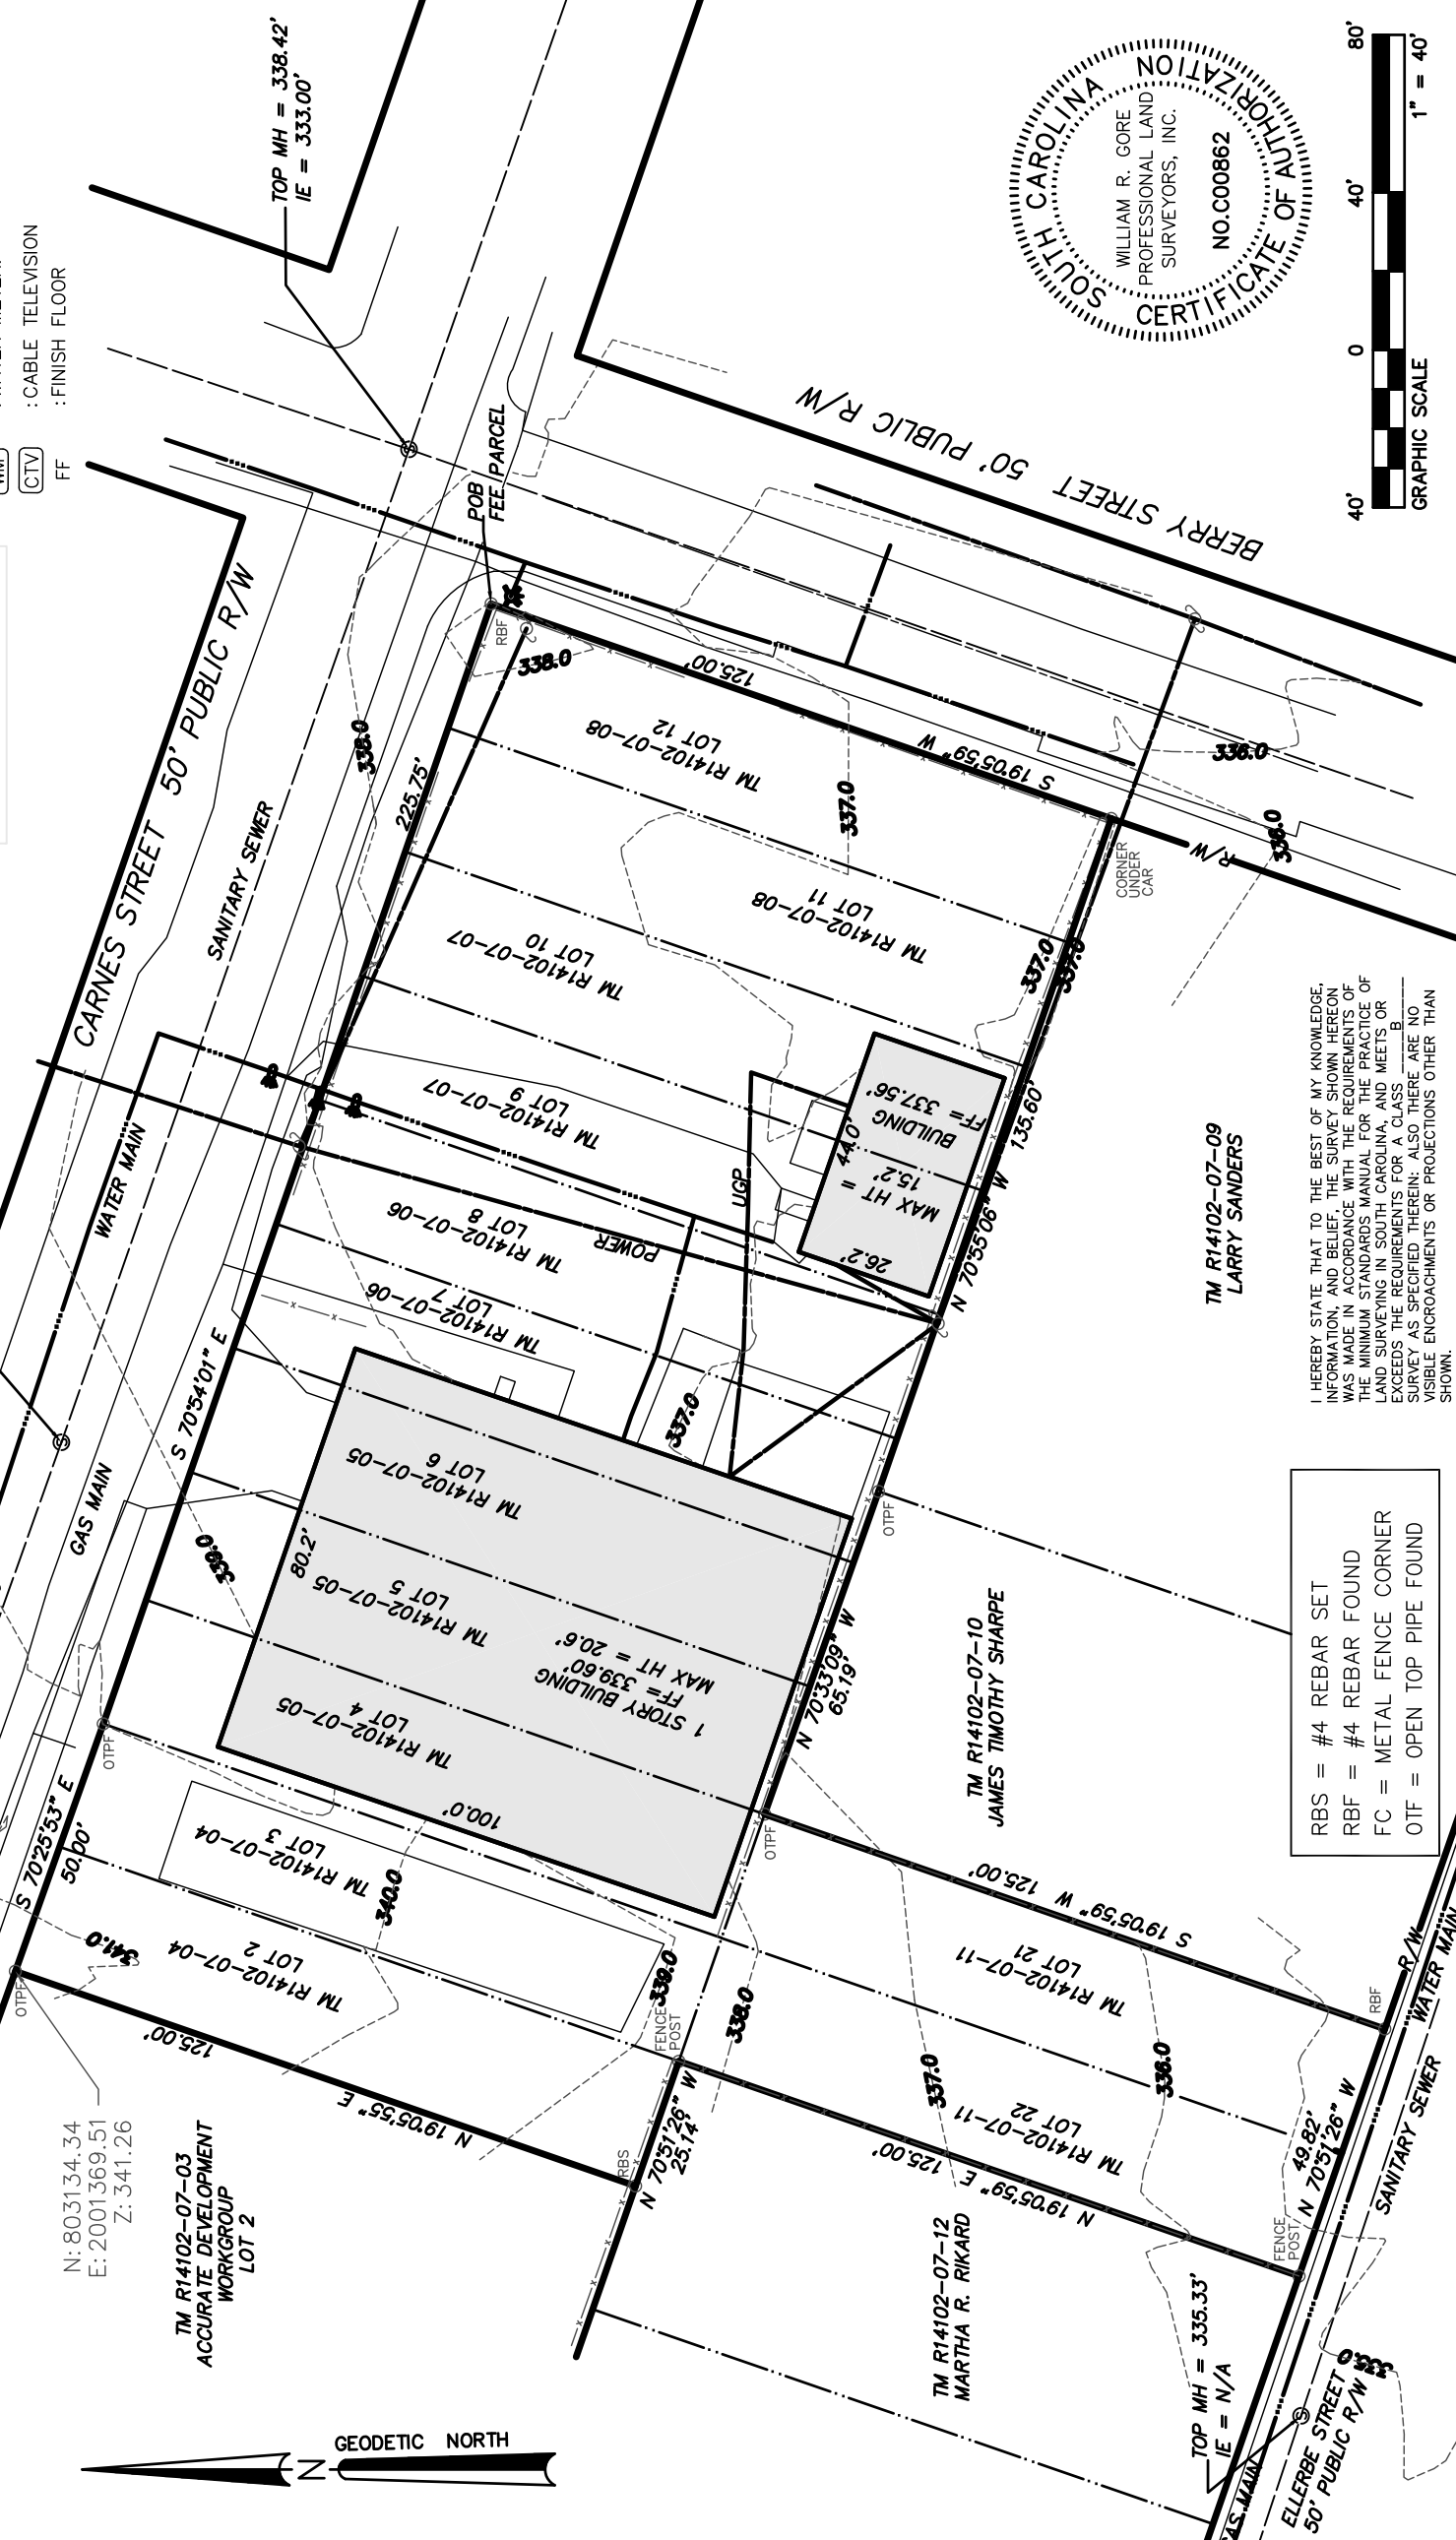 : CABLE TELEVISION
CTV
: FINISH FLOOR
FF
TOP MH = 338.42'
IE = 333.00'
SOUTH CAROLINA
CERTIFICATE OF AUTHORIZATION
WILLIAM R. GORE
PROFESSIONAL LAND
SURVEYORS, INC.
NO.C00862
40'
0
40'
80'
GRAPHIC SCALE
1" = 40'
CARNES STREET 50' PUBLIC R/W
BERRY STREET 50' PUBLIC R/W
POB
FEE PARCEL
RBF
338.0
338.0
SANITARY SEWER
WATER MAIN
GAS MAIN
225.75'
S 70°54'01" E
125.00'
S 19°05'59" W
TM R14102-07-08
LOT 12
TM R14102-07-08
LOT 11
TM R14102-07-07
LOT 10
TM R14102-07-07
LOT 9
TM R14102-07-06
LOT 8
TM R14102-07-06
LOT 7
TM R14102-07-05
LOT 6
TM R14102-07-05
LOT 5
TM R14102-07-05
LOT 4
TM R14102-07-04
LOT 3
TM R14102-07-04
LOT 2
337.0
336.0
336.0
R/W
CORNER
UNDER
CAR
337.0
337.0
BUILDING
FF= 337.56'
MAX HT =
15.2'
44.0'
26.2'
UGP
POWER
N 70°55'06" W 135.60'
337.0
80.2'
100.0'
1 STORY BUILDING
FF= 339.60'
MAX HT = 20.6'
339.0
OTPF
N 70°33'09" W
65.19'
OTPF
OTPF
S 70°25'53" E
50.00'
OTPF
341.0
340.0
339.0
338.0
FENCE
POST
125.00'
N 19°05'55" E
RBS
N 70°51'26" W
25.14'
N: 803134.34
E: 2001369.51
Z: 341.26
TM R14102-07-03
ACCURATE DEVELOPMENT
WORKGROUP
LOT 2
TM R14102-07-09
LARRY SANDERS
TM R14102-07-10
JAMES TIMOTHY SHARPE
S 19°05'59" W 125.00'
TM R14102-07-11
LOT 21
TM R14102-07-11
LOT 22
337.0
336.0
N 19°05'59" E 125.00'
TM R14102-07-12
MARTHA R. RIKARD
RBF
R/W
WATER MAIN
SANITARY SEWER
49.82'
N 70°51'26" W
FENCE
POST
TOP MH = 335.33'
IE = N/A
335.0
ELLERBE STREET
50' PUBLIC R/W
GAS MAIN
GEODETIC NORTH
N
I HEREBY STATE THAT TO THE BEST OF MY KNOWLEDGE,
INFORMATION, AND BELIEF, THE SURVEY SHOWN HEREON
WAS MADE IN ACCORDANCE WITH THE REQUIREMENTS OF
THE MINIMUM STANDARDS MANUAL FOR THE PRACTICE OF
LAND SURVEYING IN SOUTH CAROLINA, AND MEETS OR
EXCEEDS THE REQUIREMENTS FOR A CLASS B
SURVEY AS SPECIFIED THEREIN: ALSO THERE ARE NO
VISIBLE ENCROACHMENTS OR PROJECTIONS OTHER THAN
SHOWN.
RBS = #4 REBAR SET
RBF = #4 REBAR FOUND
FC = METAL FENCE CORNER
OTF = OPEN TOP PIPE FOUND